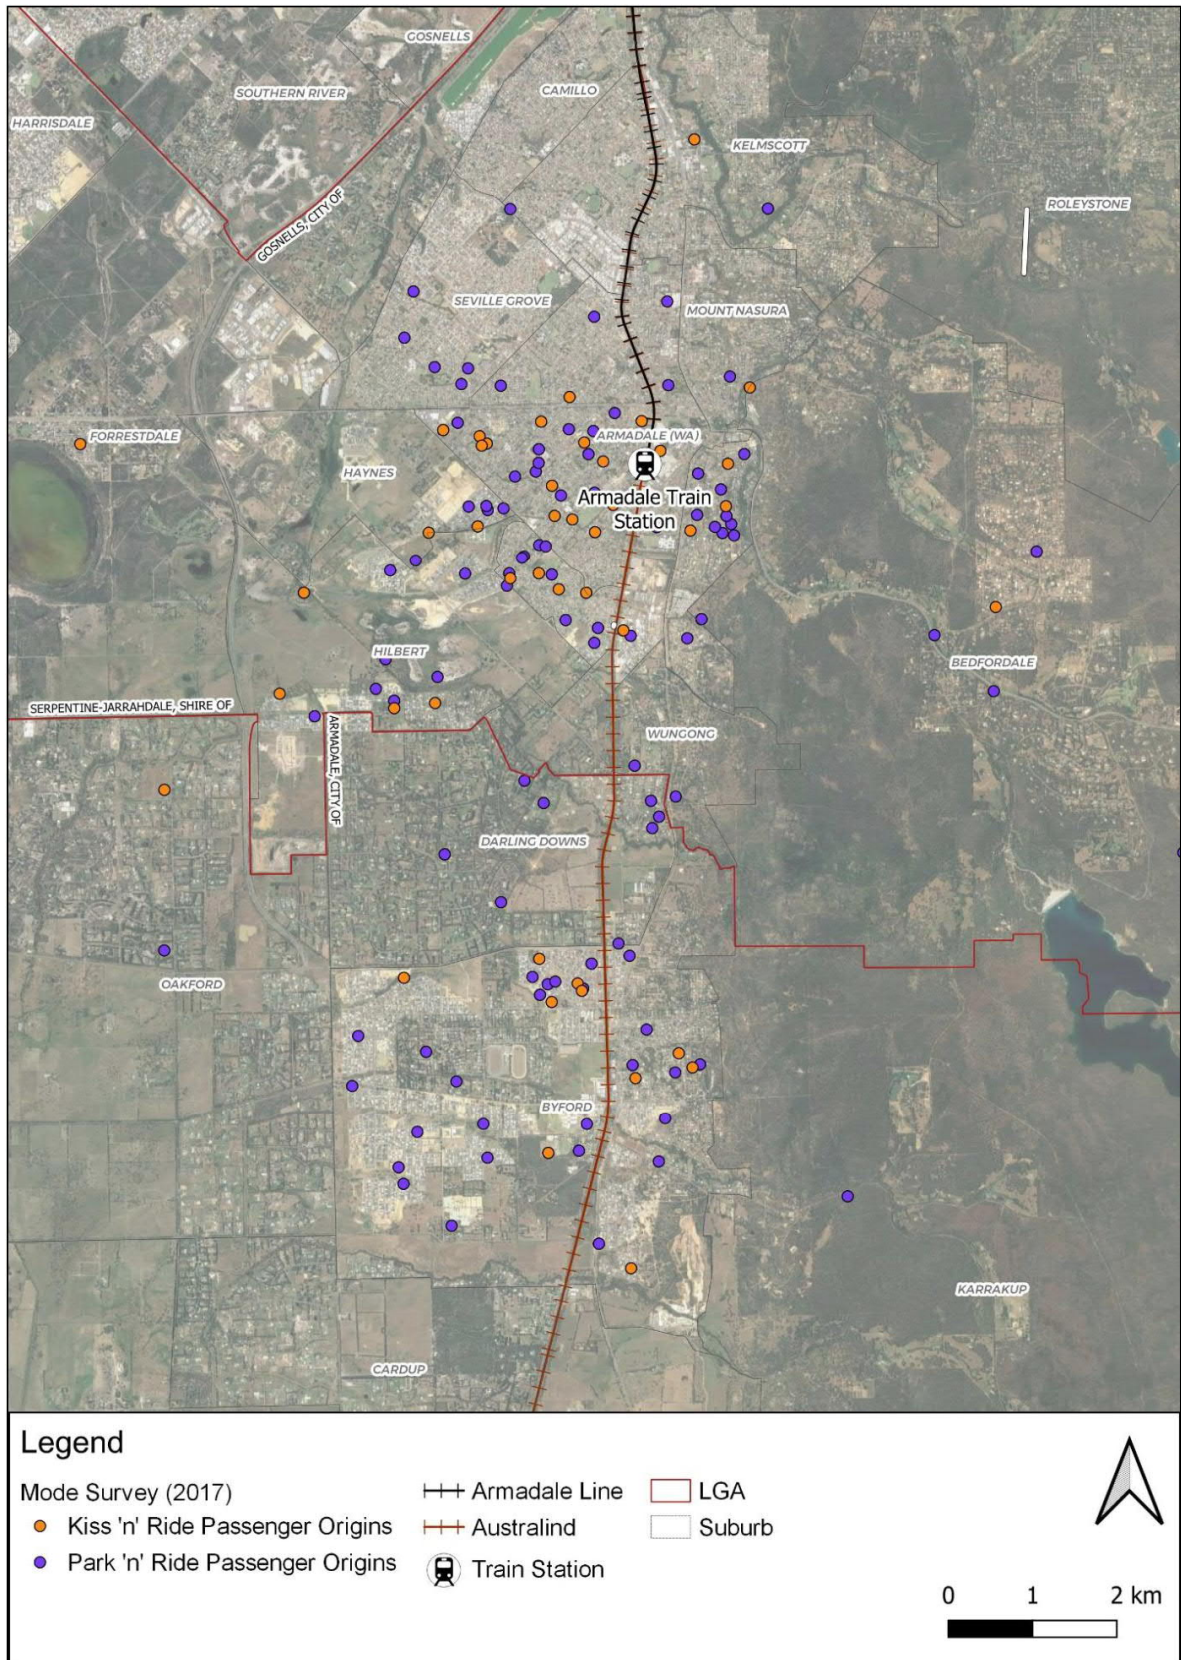 GOSNELLS
SOUTHERN RIVER
CAMILLO
HARRISDALE
KELMSCOTT
ROLEYSTONE
GOSNELLS, CITY OF
SEVILLE GROVE
MOUNT NASURA
FORRESTDALE
ARMADALE (WA)
HAYNES
Armadale Train
Station
HILBERT
BEDFORDALE
SERPENTINE-JARRAHDALE, SHIRE OF
ARMADALE, CITY OF
WUNGONG
DARLING DOWNS
OAKFORD
BYFORD
KARRAKUP
CARDUP
Legend
Mode Survey (2017)
Kiss 'n' Ride Passenger Origins
Park 'n' Ride Passenger Origins
Armadale Line
Australind
Train Station
LGA
Suburb
0 1 2 km